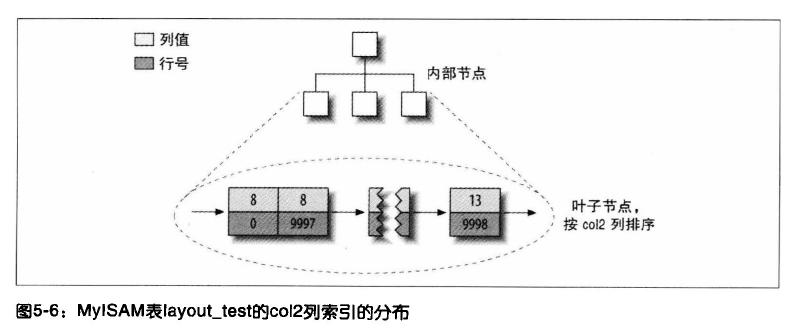 列值
行号
内部节点
8 8
0 9997
13
9998
叶子节点，
按 col2 列排序
图5-6：MyISAM表layout_test的col2列索引的分布